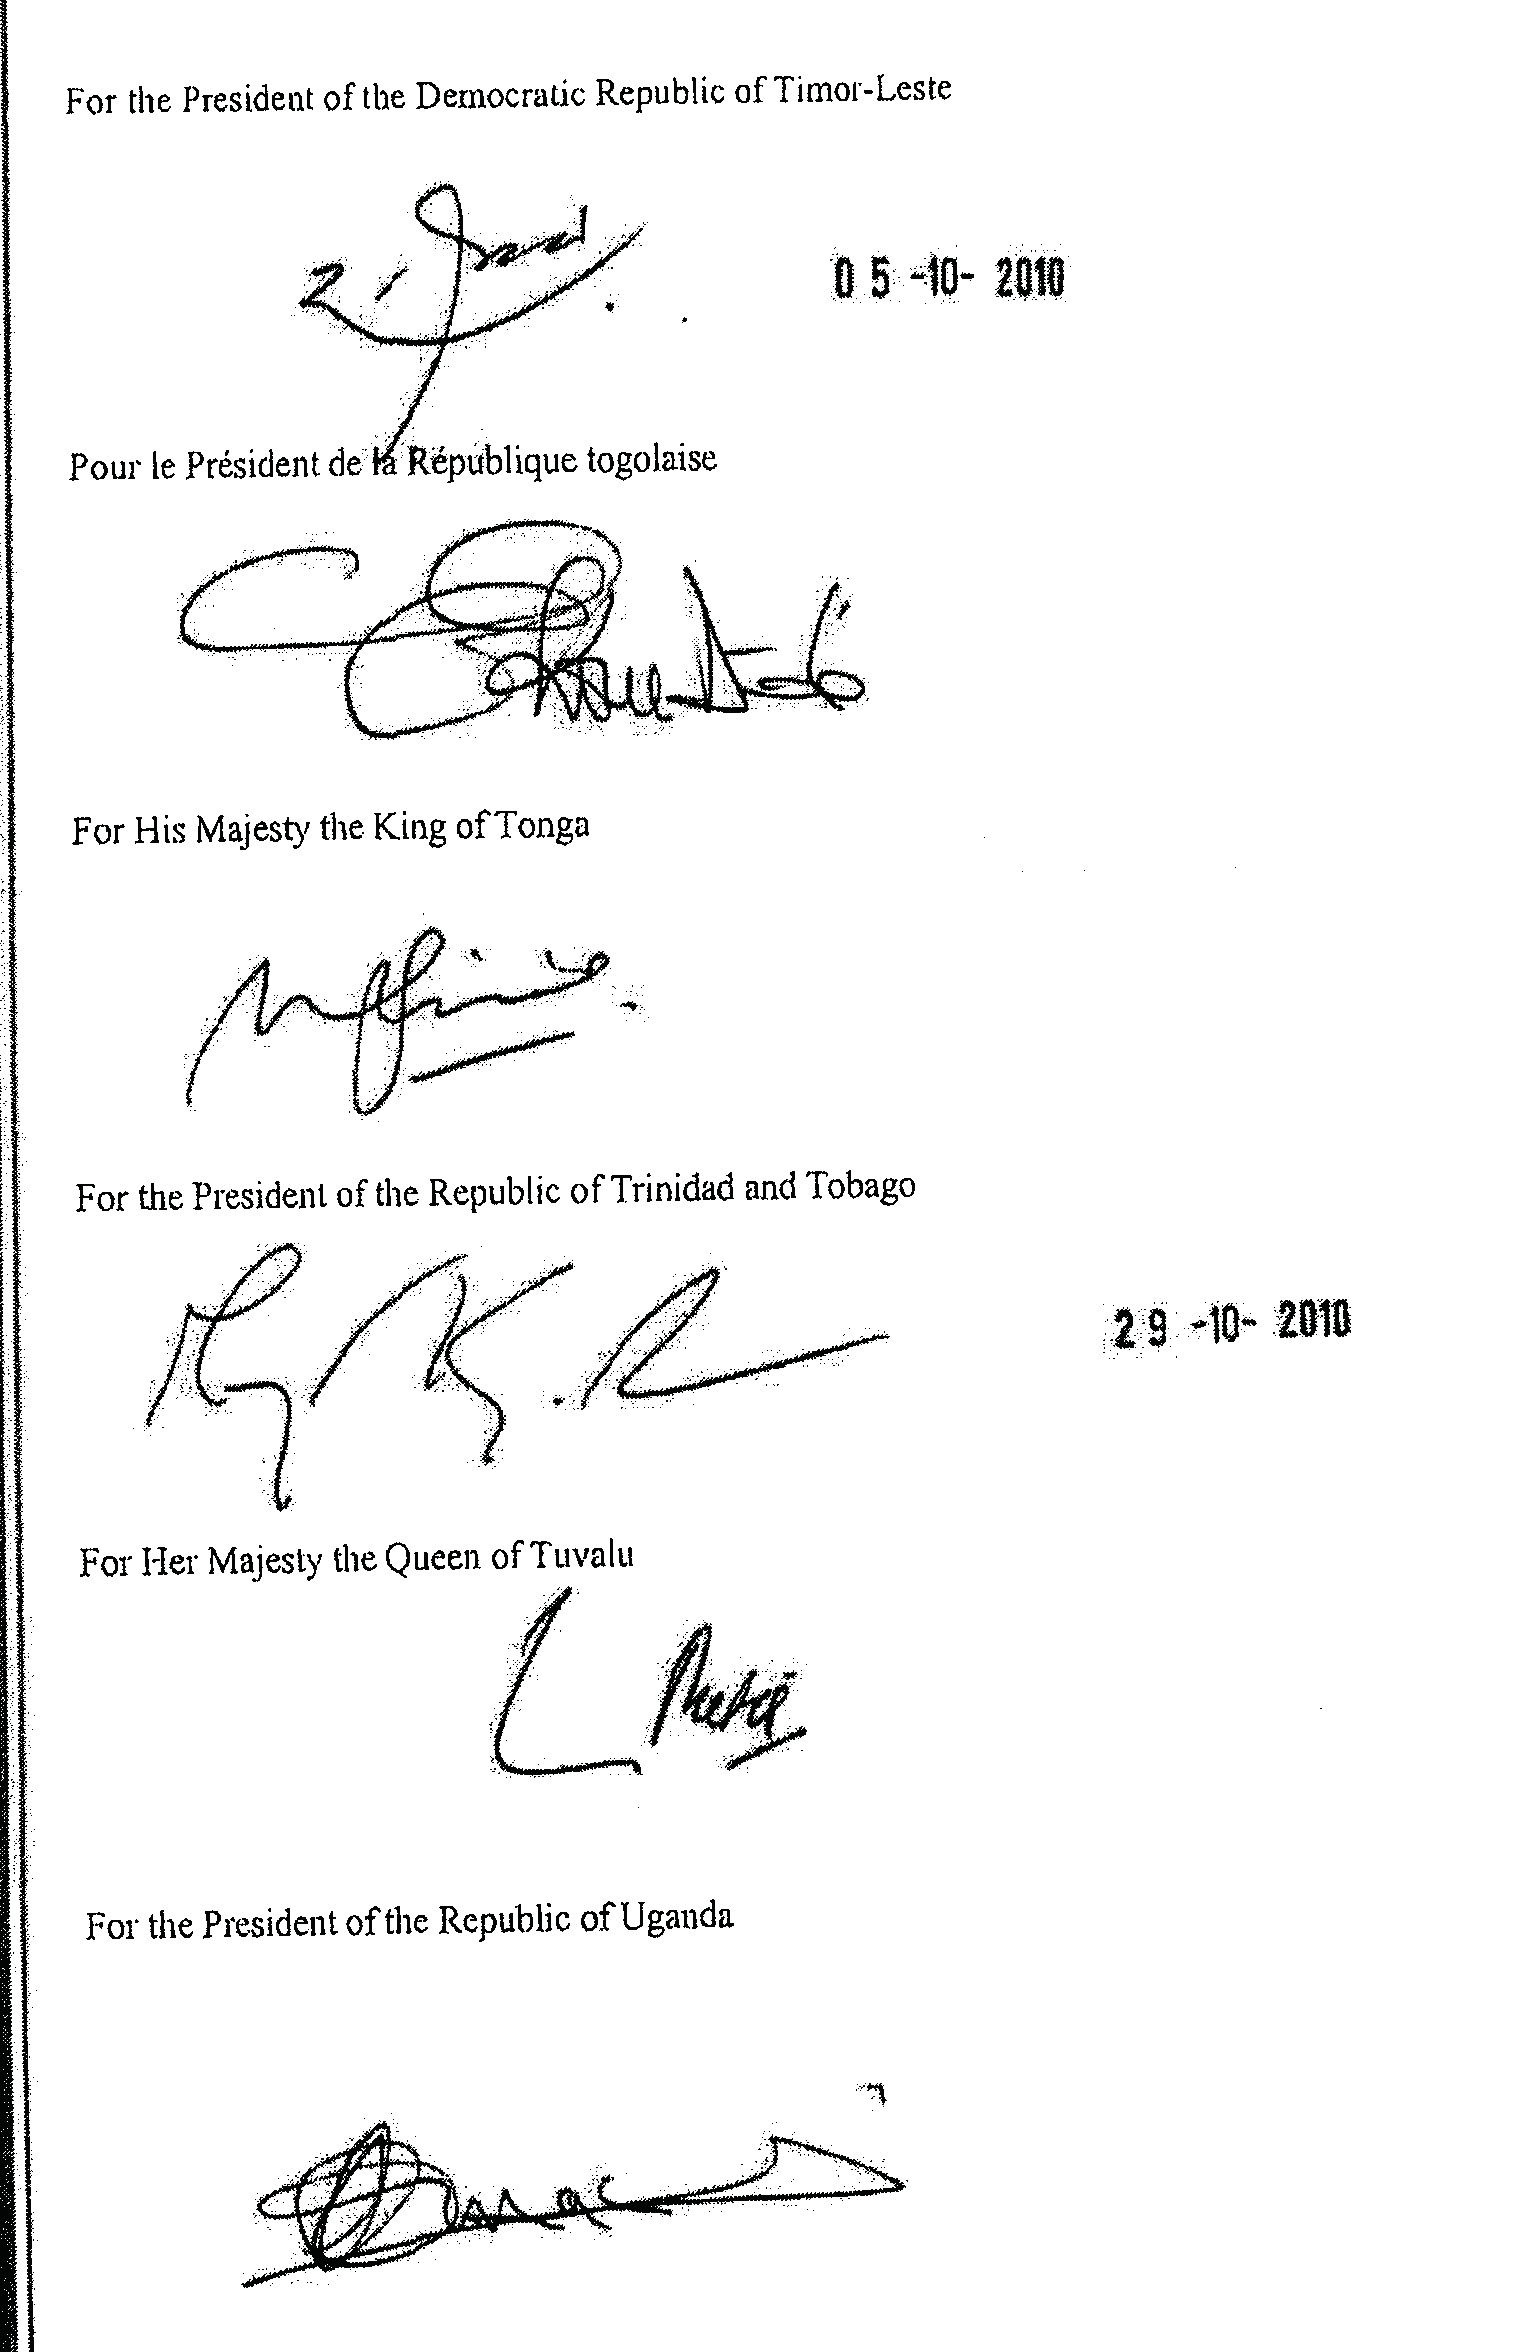 For the President of the Democratic Republic of Timor-Leste
05 -10- 2010
Pour le Président de la République togolaise
For His Majesty the King of Tonga
For the President of the Republic of Trinidad and Tobago
29 -10- 2010
For Her Majesty the Queen of Tuvalu
For the President of the Republic of Uganda